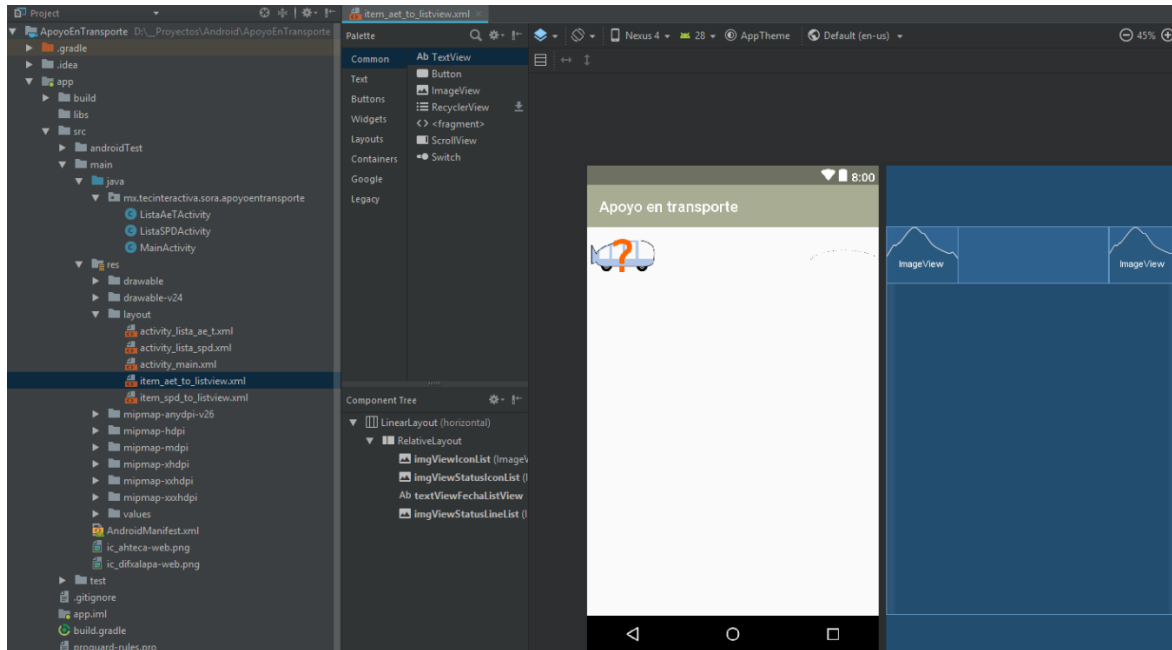 Project
ApoyoEnTransporte D:\__Proyectos\Android\ApoyoEnTransporte
.gradle
.idea
app
build
libs
src
androidTest
main
java
mx.tecinteractiva.sora.apoyoentransporte
ListaAeTActivity
ListaSPDActivity
MainActivity
res
drawable
drawable-v24
layout
activity_lista_ae_t.xml
activity_lista_spd.xml
activity_main.xml
item_aet_to_listview.xml
item_spd_to_listview.xml
mipmap-anydpi-v26
mipmap-hdpi
mipmap-mdpi
mipmap-xhdpi
mipmap-xxhdpi
mipmap-xxxhdpi
values
AndroidManifest.xml
ic_ahteca-web.png
ic_difxalapa-web.png
test
.gitignore
app.iml
build.gradle
proguard-rules.pro
item_aet_to_listview.xml
Palette
Common
Text
Buttons
Widgets
Layouts
Containers
Google
Legacy
Ab TextView
Button
ImageView
RecyclerView
<> <fragment>
ScrollView
Switch
Component Tree
LinearLayout (horizontal)
RelativeLayout
imgViewIconList (ImageV
imgViewStatusIconList (I
Ab textViewFechaListView
imgViewStatusLineList (I
Nexus 4 28 AppTheme Default (en-us) 45%
8:00
Apoyo en transporte
?
ImageView ImageView